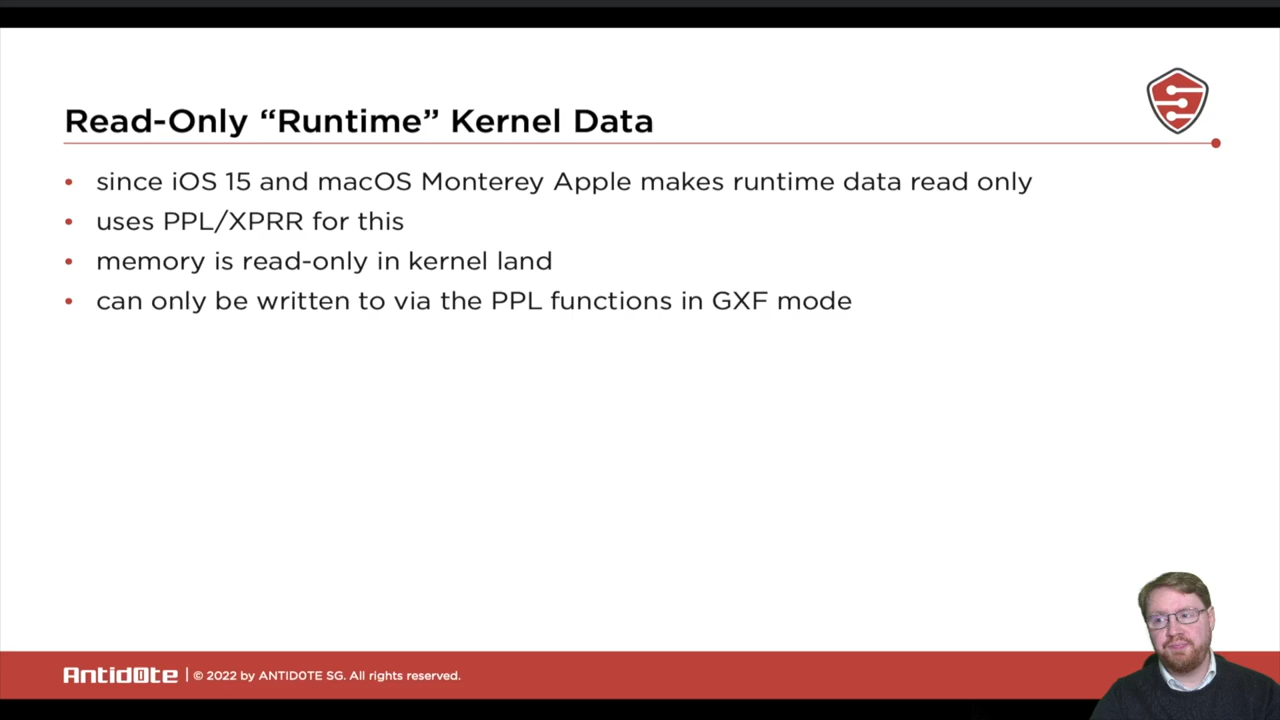 Read-Only “Runtime” Kernel Data
• since iOS 15 and macOS Monterey Apple makes runtime data read only
• uses PPL/XPRR for this
• memory is read-only in kernel land
• can only be written to via the PPL functions in GXF mode
Antid0te | © 2022 by ANTID0TE SG. All rights reserved.